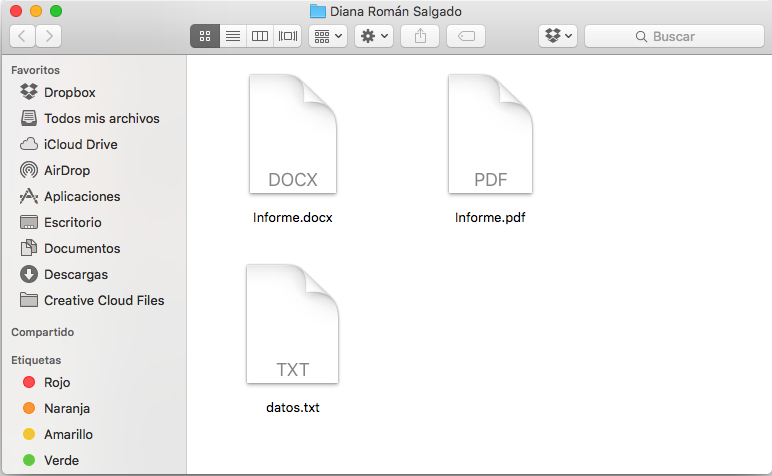 Diana Román Salgado
Buscar
Favoritos
Dropbox
Todos mis archivos
iCloud Drive
AirDrop
Aplicaciones
Escritorio
Documentos
Descargas
Creative Cloud Files
Compartido
Etiquetas
Rojo
Naranja
Amarillo
Verde
DOCX
PDF
Informe.docx
Informe.pdf
TXT
datos.txt